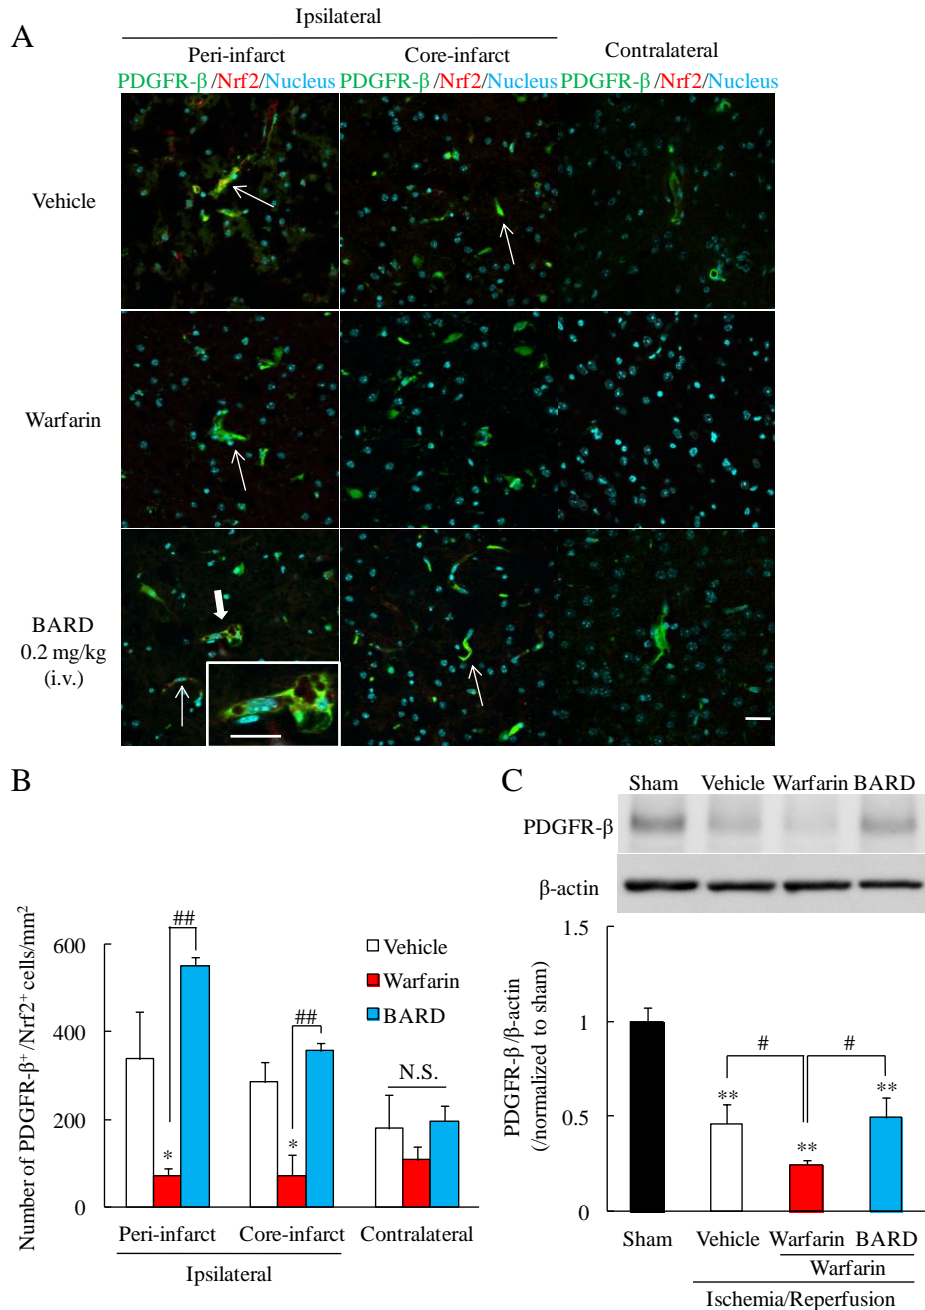 A
Ipsilateral
Peri-infarct
Core-infarct
Contralateral
PDGFR-β/Nrf2/Nucleus
PDGFR-β/Nrf2/Nucleus
PDGFR-β/Nrf2/Nucleus
Vehicle
Warfarin
BARD
0.2 mg/kg
(i.v.)
B
Number of PDGFR-β⁺/Nrf2⁺ cells/mm²
600
400
200
0
##
*
##
*
N.S.
Vehicle
Warfarin
BARD
Peri-infarct
Core-infarct
Contralateral
Ipsilateral
C
Sham
Vehicle
Warfarin
BARD
PDGFR-β
β-actin
PDGFR-β/β-actin
(/normalized to sham)
1.5
1
0.5
0
#
#
**
**
**
Sham
Vehicle
Warfarin
BARD
Warfarin
Ischemia/Reperfusion